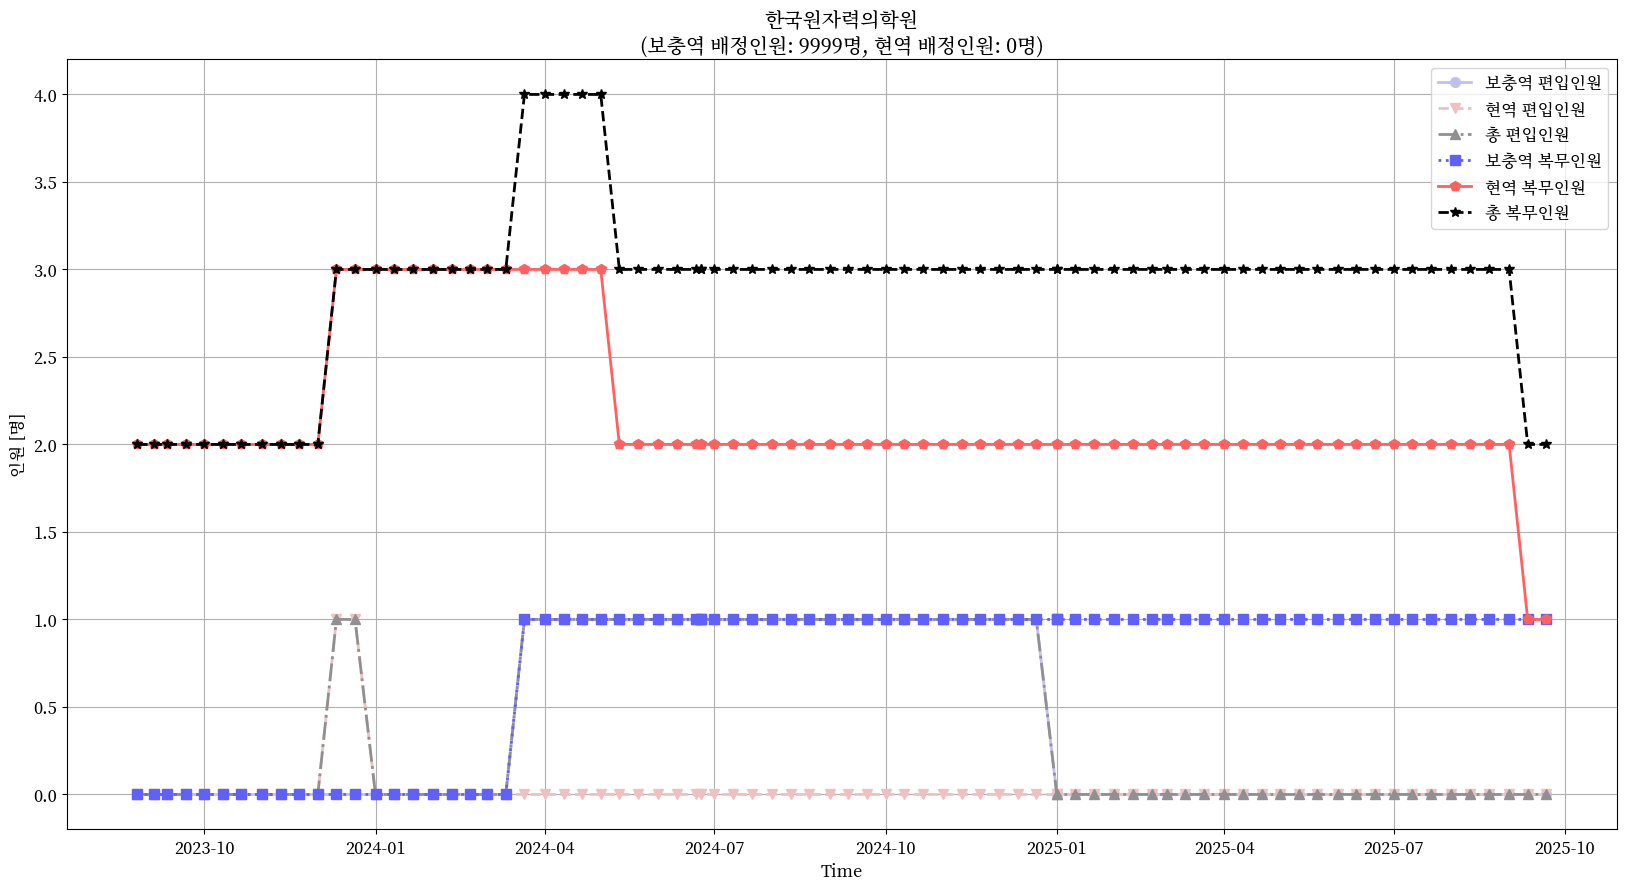 한국원자력의학원
(보충역 배정인원: 9999명, 현역 배정인원: 0명)
보충역 편입인원
현역 편입인원
총 편입인원
보충역 복무인원
현역 복무인원
총 복무인원
인원 [명]
4.0
3.5
3.0
2.5
2.0
1.5
1.0
0.5
0.0
2023-10
2024-01
2024-04
2024-07
2024-10
2025-01
2025-04
2025-07
2025-10
Time